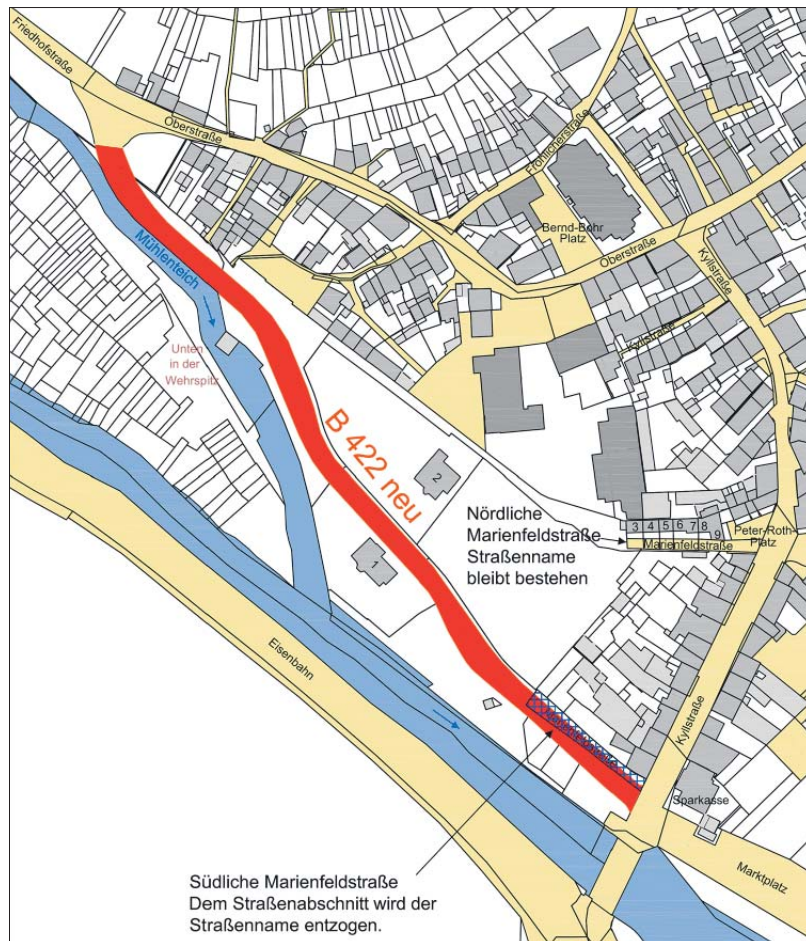 Friedhofstraße
Oberstraße
Fröhlicherstraße
Bernd-Bohr
Platz
Oberstraße
Kyllstraße
Kyllstraße
Mühlenteich
Unten
in der
Wehrspitz
B 422 neu
2
1
Nördliche
Marienfeldstraße
Straßenname
bleibt bestehen
3 4 5 6 7 8
9
Marienfeldstraße
Peter-Roth-
Platz
Eisenbahn
Marienfeldstraße
Kyllstraße
Sparkasse
Marktplatz
Südliche Marienfeldstraße
Dem Straßenabschnitt wird der
Straßenname entzogen.